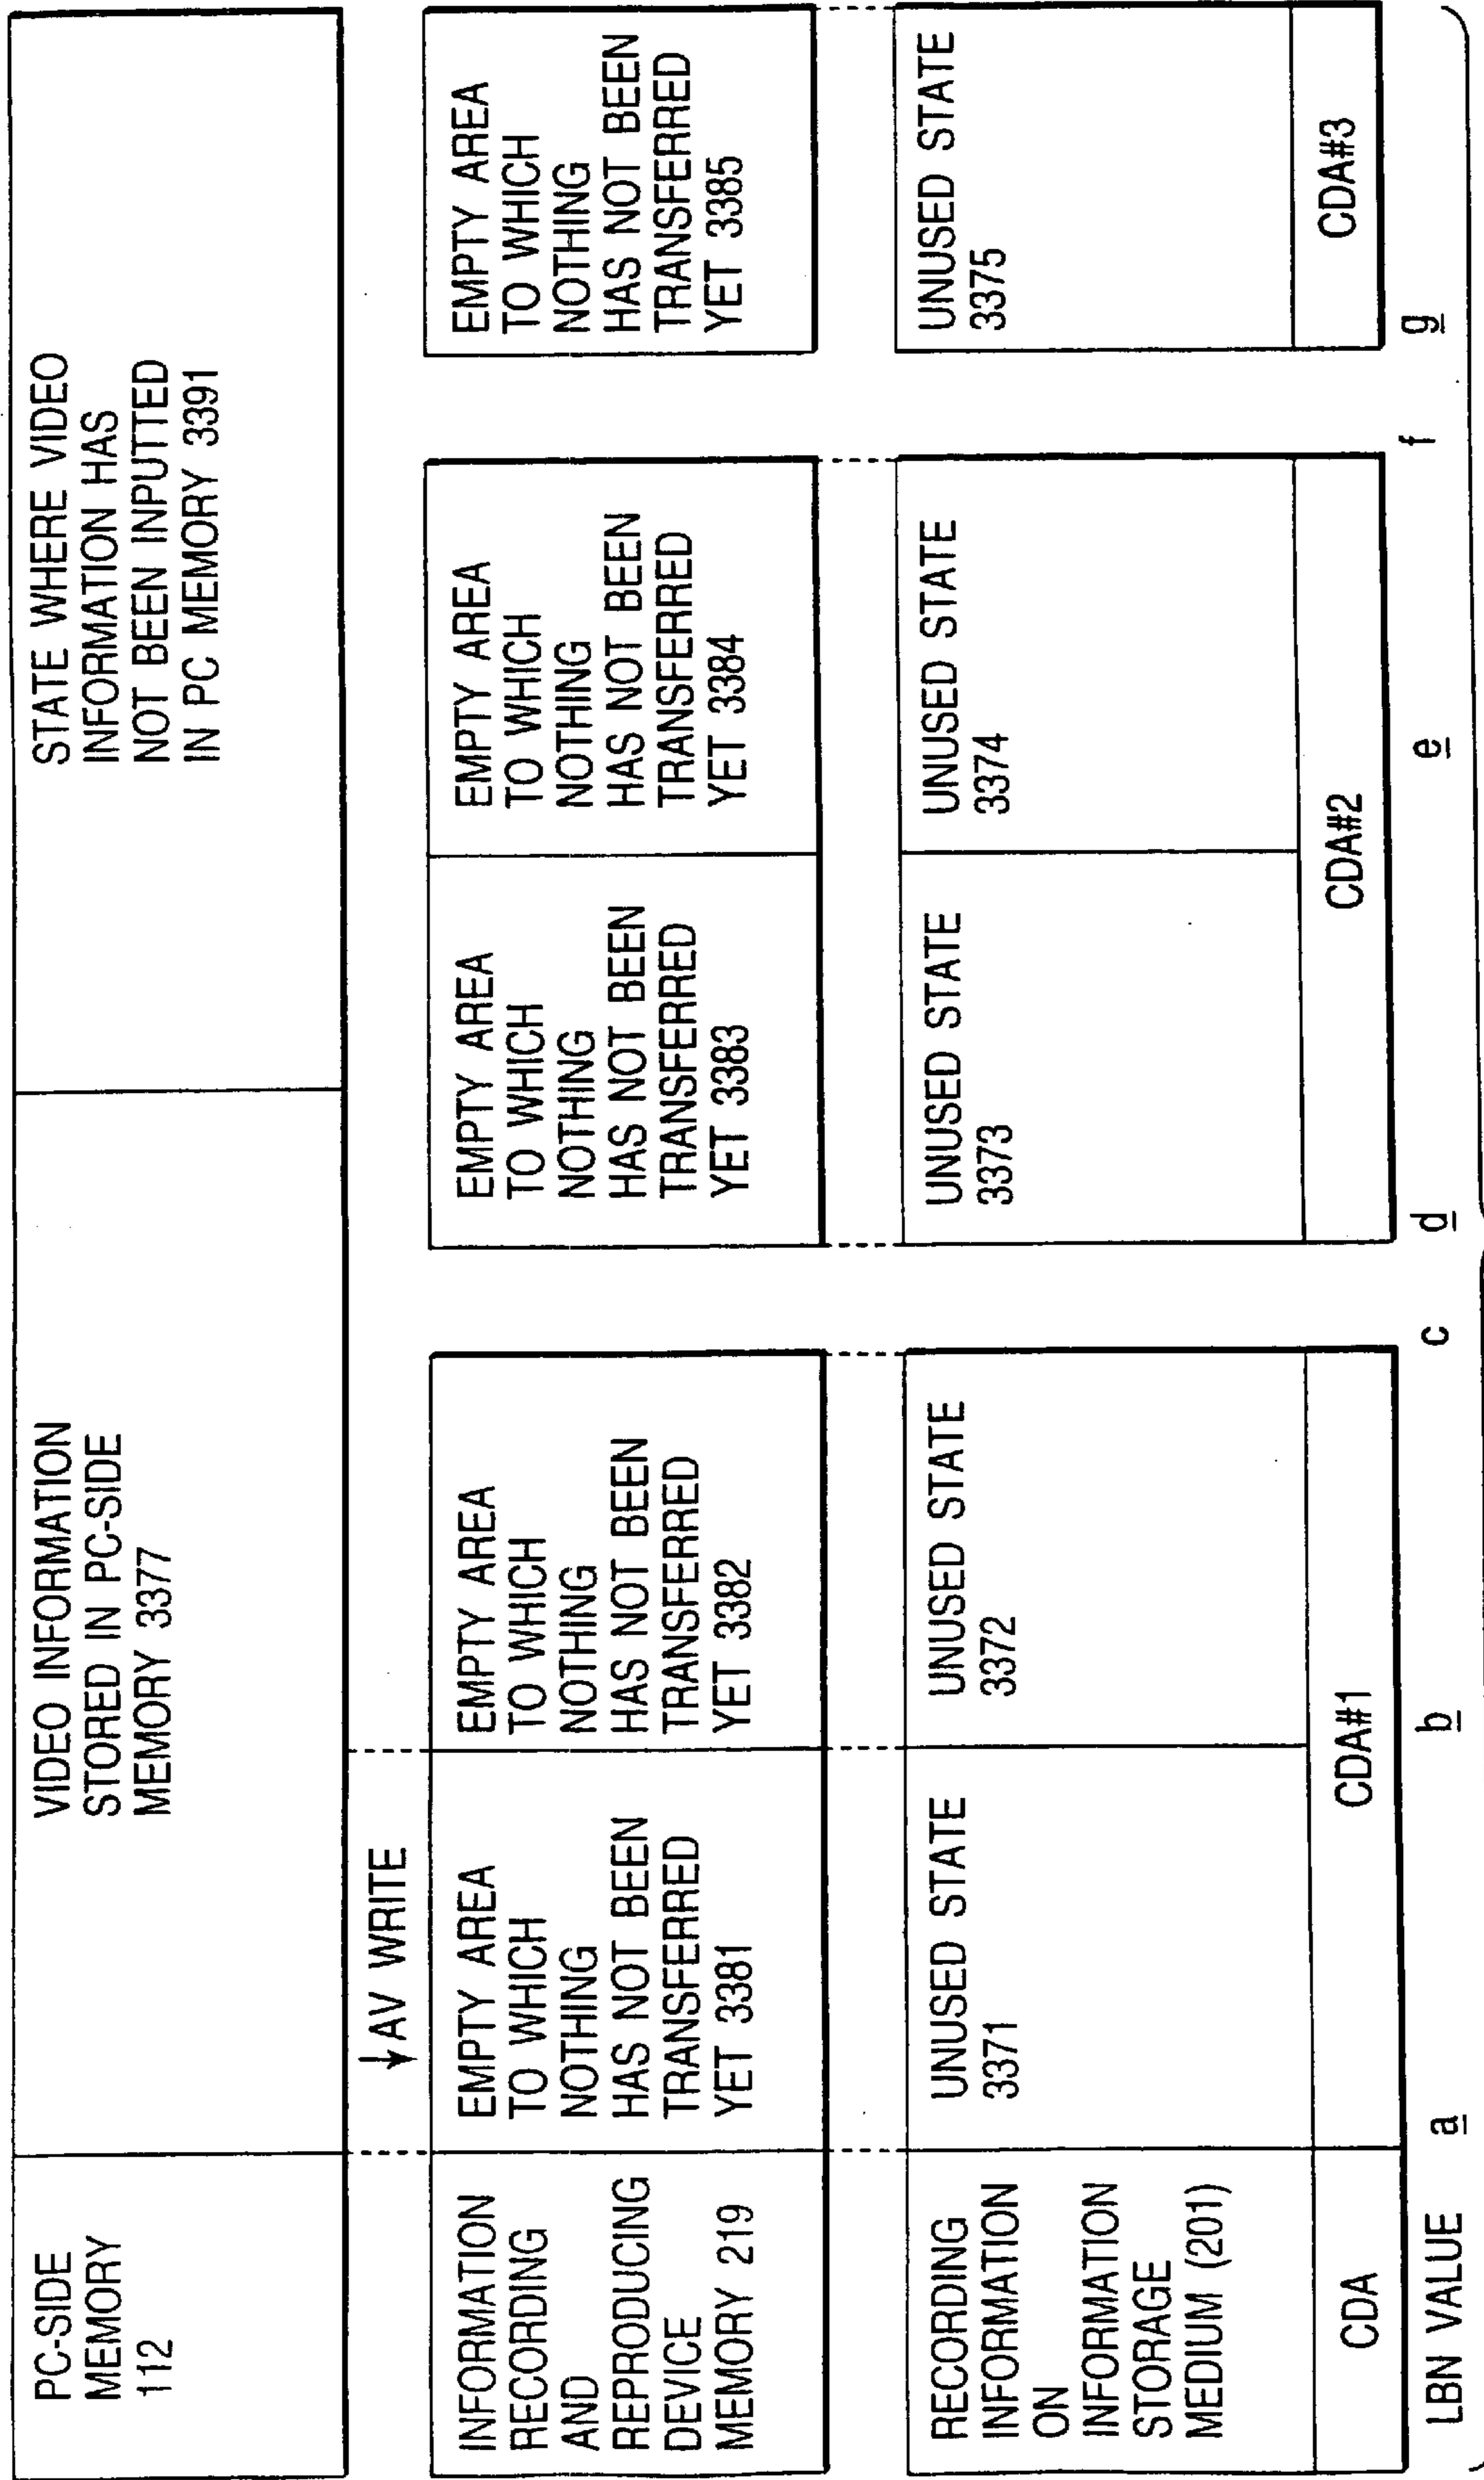 PC-SIDE
MEMORY
112
VIDEO INFORMATION
STORED IN PC-SIDE
MEMORY 3377
STATE WHERE VIDEO
INFORMATION HAS
NOT BEEN INPUTTED
IN PC MEMORY 3391
AV WRITE
INFORMATION
RECORDING
AND
REPRODUCING
DEVICE
MEMORY 219
EMPTY AREA
TO WHICH
NOTHING
HAS NOT BEEN
TRANSFERRED
YET 3381
EMPTY AREA
TO WHICH
NOTHING
HAS NOT BEEN
TRANSFERRED
YET 3382
EMPTY AREA
TO WHICH
NOTHING
HAS NOT BEEN
TRANSFERRED
YET 3383
EMPTY AREA
TO WHICH
NOTHING
HAS NOT BEEN
TRANSFERRED
YET 3384
EMPTY AREA
TO WHICH
NOTHING
HAS NOT BEEN
TRANSFERRED
YET 3385
RECORDING
INFORMATION
ON
INFORMATION
STORAGE
MEDIUM (201)
UNUSED STATE
3371
UNUSED STATE
3372
UNUSED STATE
3373
UNUSED STATE
3374
UNUSED STATE
3375
CDA
CDA#1
CDA#2
CDA#3
LBN VALUE
a
b
c
d
e
f
g